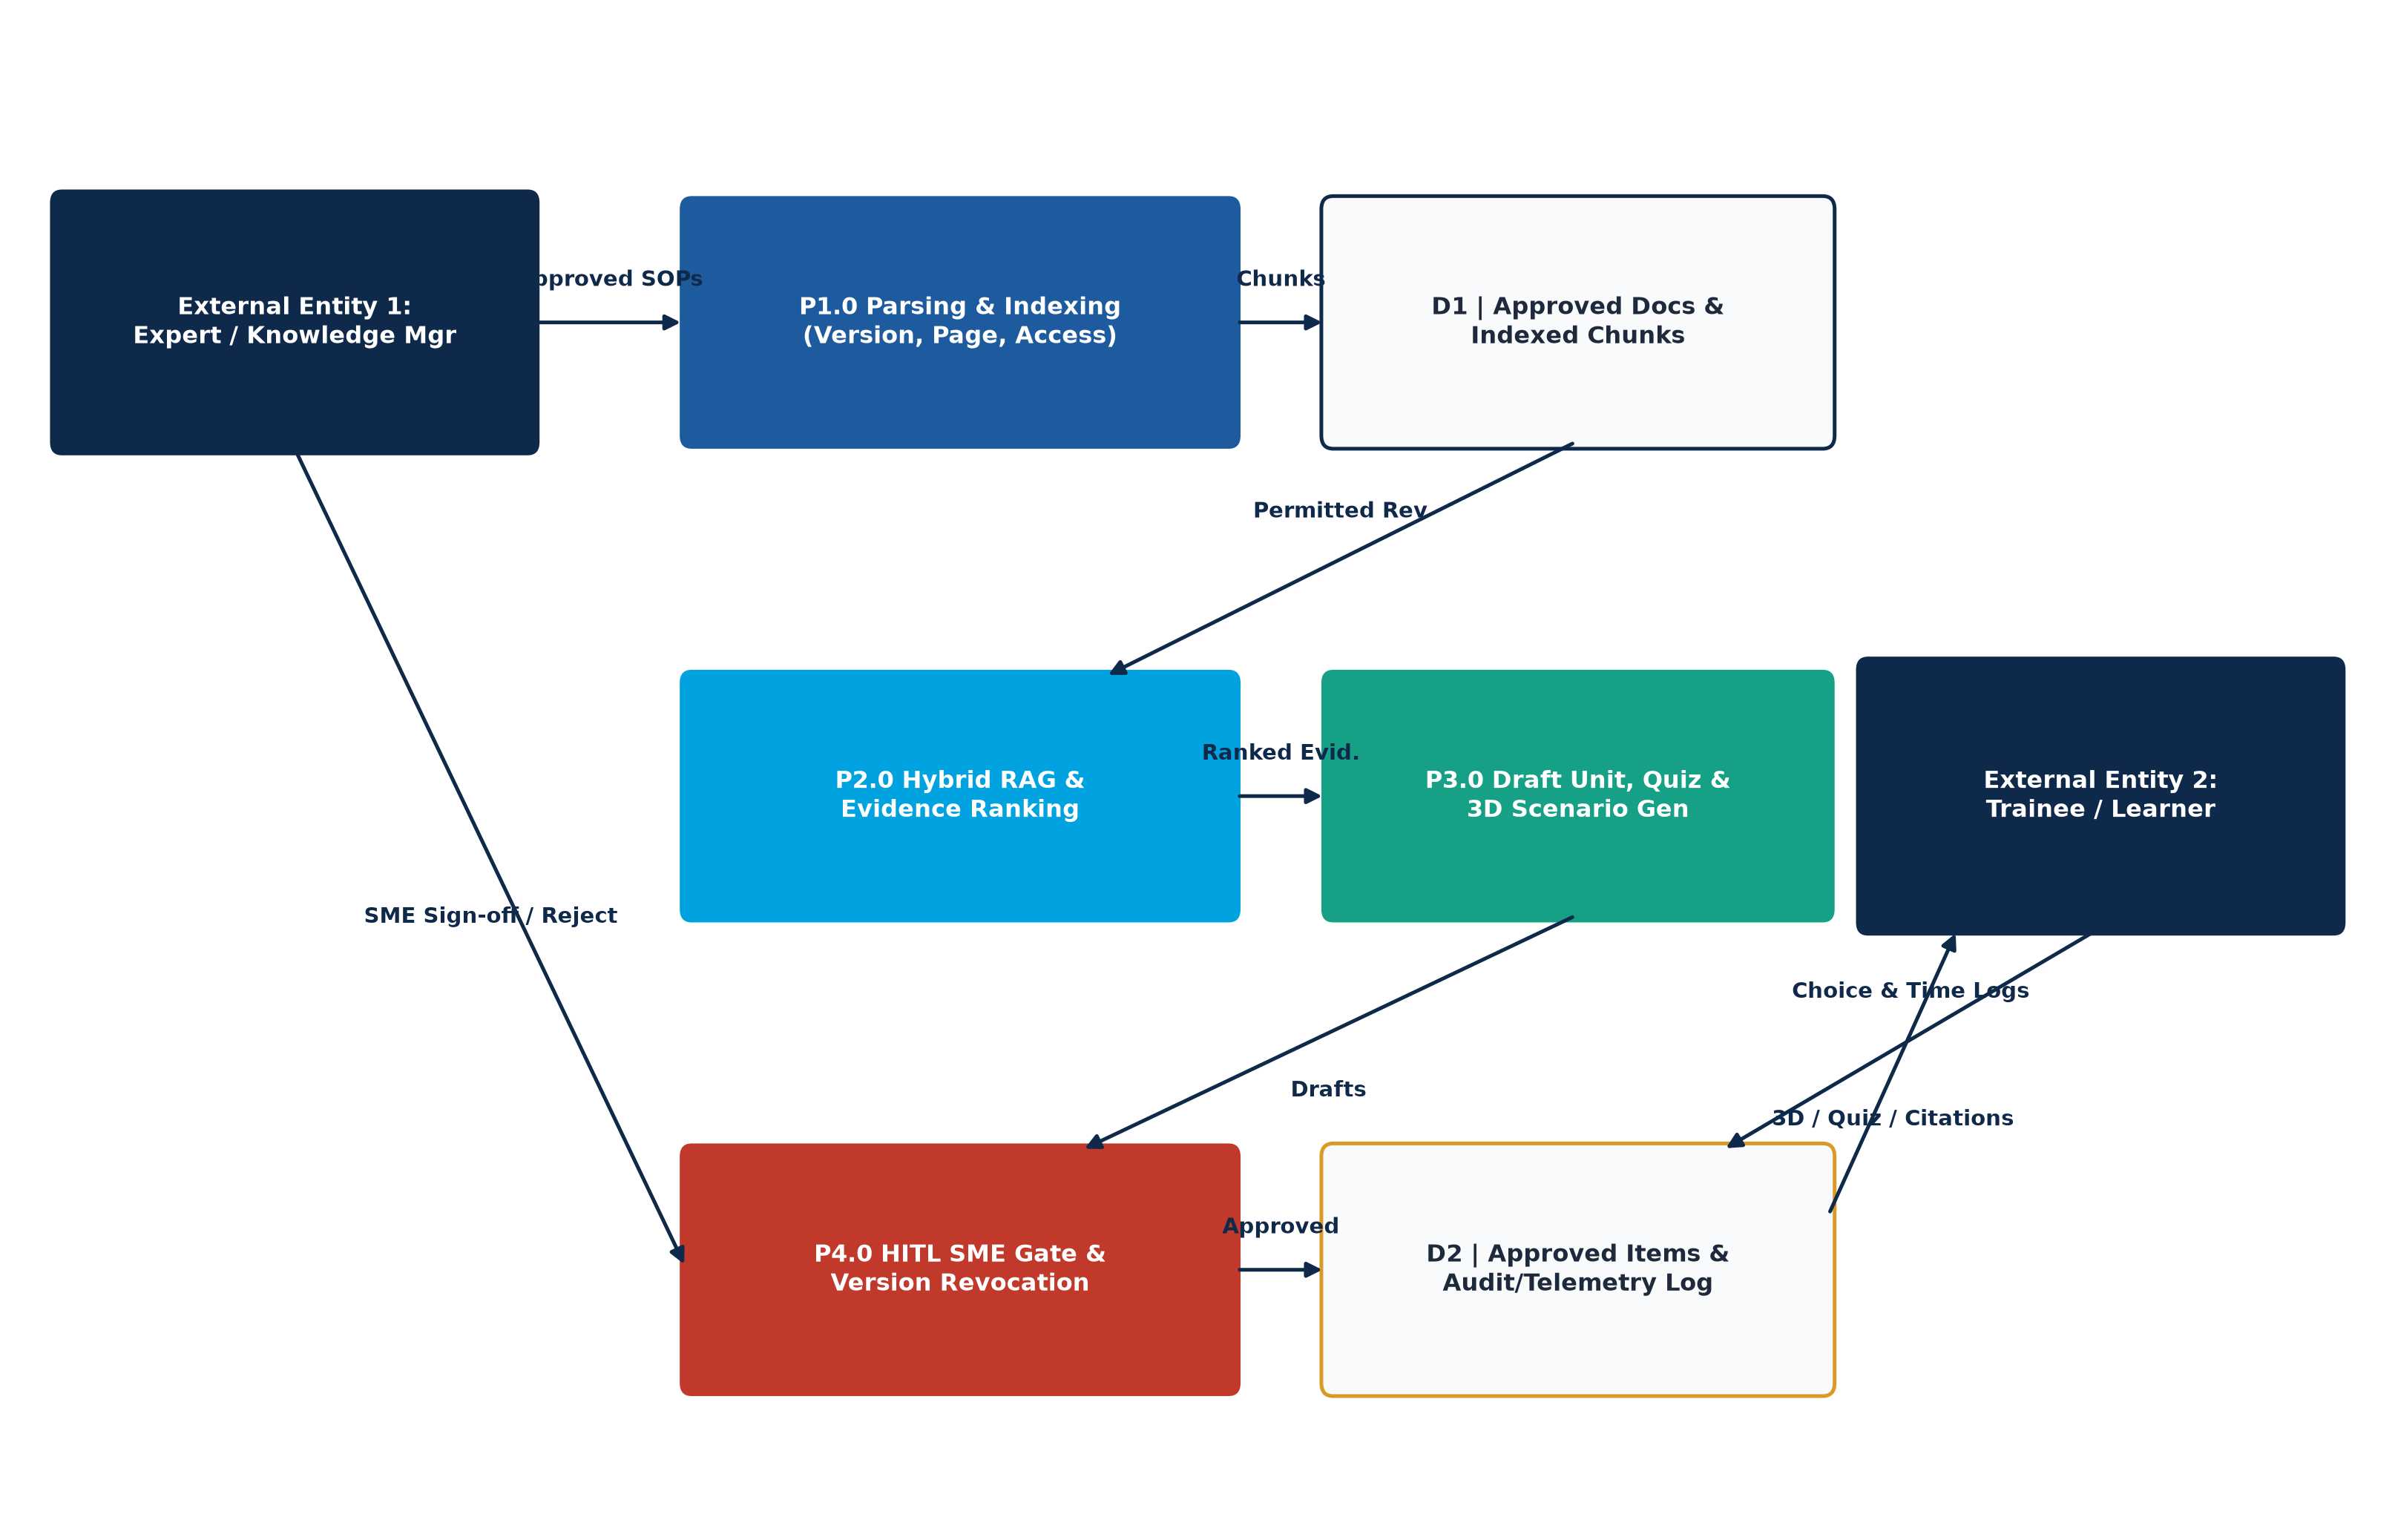 pproved SOPs
Chunks
External Entity 1:
Expert / Knowledge Mgr
P1.0 Parsing & Indexing
(Version, Page, Access)
D1 | Approved Docs &
Indexed Chunks
Permitted Rev
Ranked Evid.
P2.0 Hybrid RAG &
Evidence Ranking
P3.0 Draft Unit, Quiz &
3D Scenario Gen
External Entity 2:
Trainee / Learner
SME Sign-off / Reject
Choice & Time Logs
Drafts
3D / Quiz / Citations
Approved
P4.0 HITL SME Gate &
Version Revocation
D2 | Approved Items &
Audit/Telemetry Log